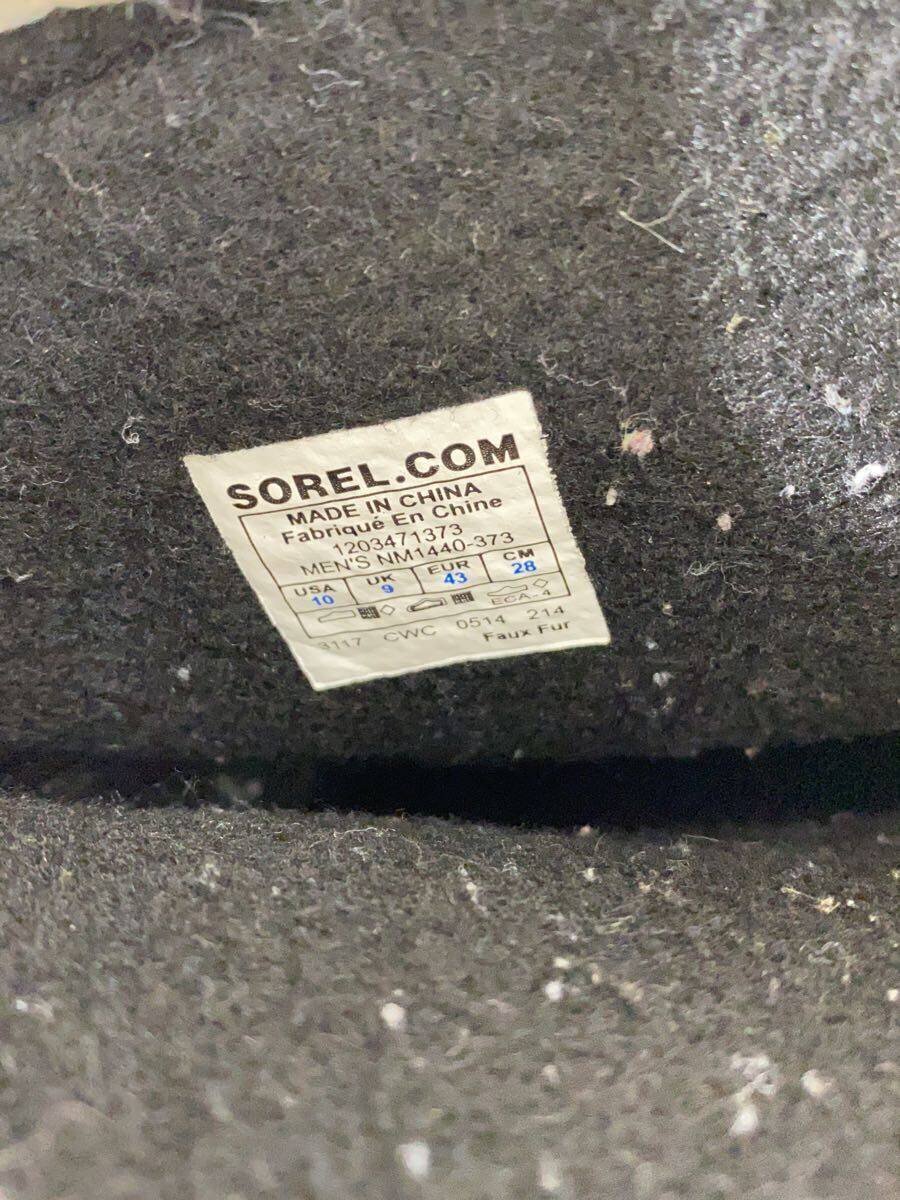 SOREL.COM
MADE IN CHINA
Fabriqué En Chine
1203471373
MEN'S NM1440-373
USA UK EUR CM
10 9 43 28
ECA-4
3117 CWC 0514 214
Faux Fur